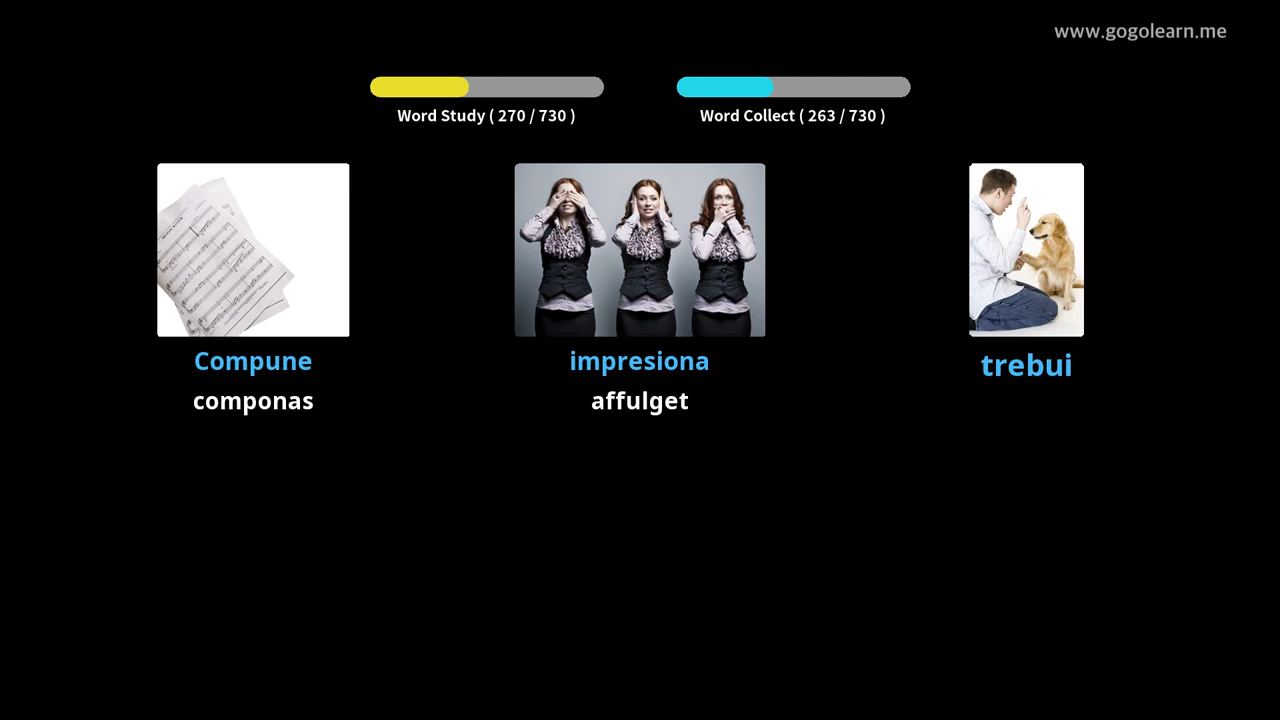 www.gogolearn.me
Word Study ( 270 / 730 )
Word Collect ( 263 / 730 )
Compune
componas
impresiona
affulget
trebui